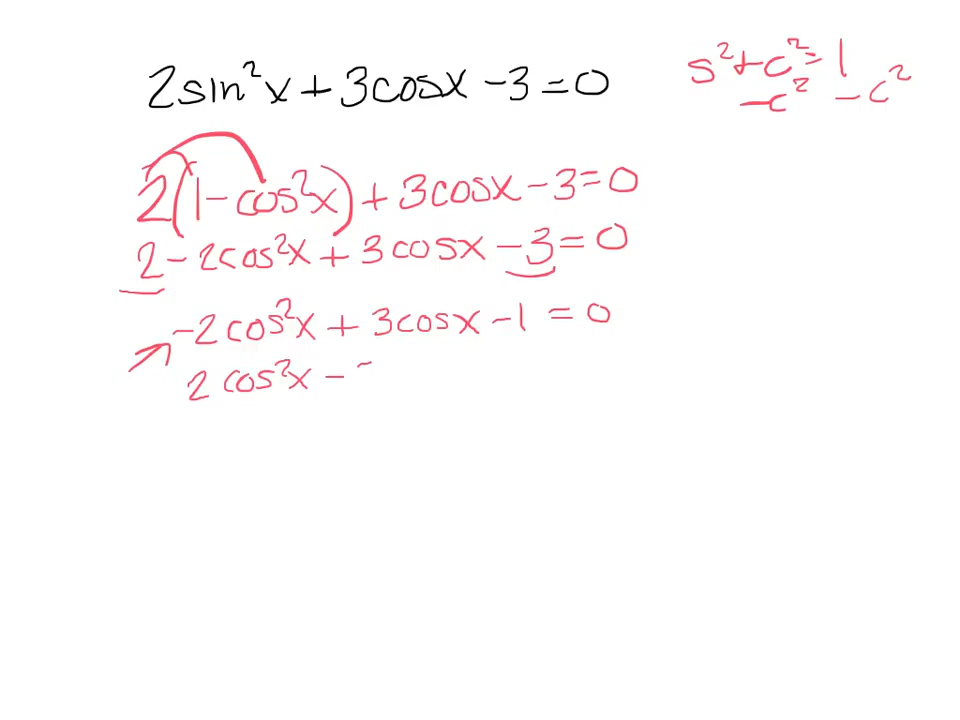 2sin²x + 3cosx - 3 = 0
s² + c² = 1
-c² -c²
2(1 - cos²x) + 3cosx - 3 = 0
2 - 2cos²x + 3cosx - 3 = 0
-2cos²x + 3cosx - 1 = 0
2cos²x -